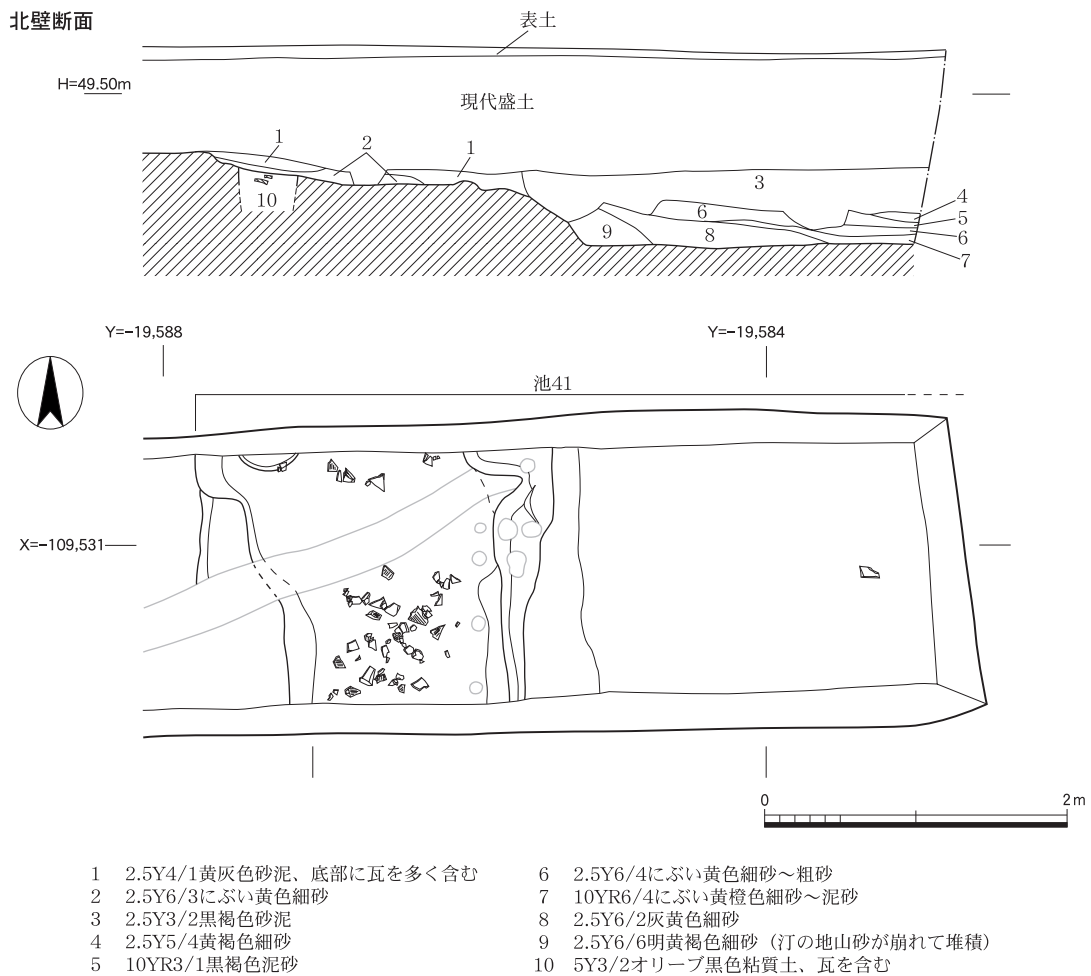 北壁断面
表土
H=49.50m
現代盛土
1
2
1
3
10
6
9
8
4
5
6
7
Y=−19,588
Y=−19,584
池41
X=−109,531
0
2m
1 2.5Y4/1黄灰色砂泥、底部に瓦を多く含む
2 2.5Y6/3にぶい黄色細砂
3 2.5Y3/2黒褐色砂泥
4 2.5Y5/4黄褐色細砂
5 10YR3/1黒褐色泥砂
6 2.5Y6/4にぶい黄色細砂～粗砂
7 10YR6/4にぶい黄橙色細砂～泥砂
8 2.5Y6/2灰黄色細砂
9 2.5Y6/6明黄褐色細砂（汀の地山砂が崩れて堆積）
10 5Y3/2オリーブ黒色粘質土、瓦を含む